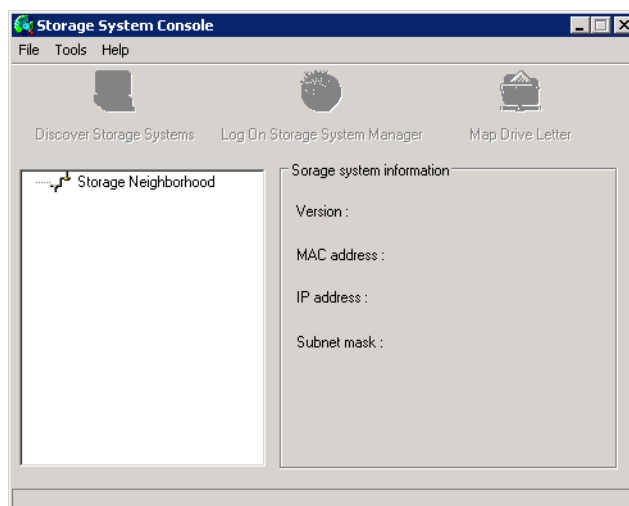 Storage System Console
File Tools Help
Discover Storage Systems Log On Storage System Manager Map Drive Letter
Storage Neighborhood
Sorage system information
Version :
MAC address :
IP address :
Subnet mask :